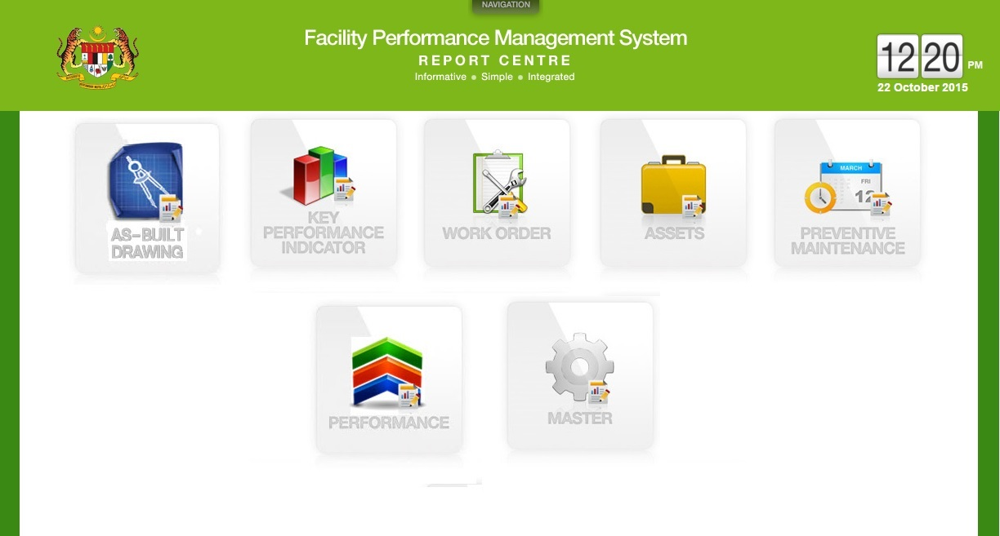 NAVIGATION
Facility Performance Management System
REPORT CENTRE
Informative ● Simple ● Integrated
12 20 PM
22 October 2015
AS-BUILT
DRAWING
KEY
PERFORMANCE
INDICATOR
WORK ORDER
ASSETS
MARCH
FRI
12
PREVENTIVE
MAINTENANCE
PERFORMANCE
MASTER